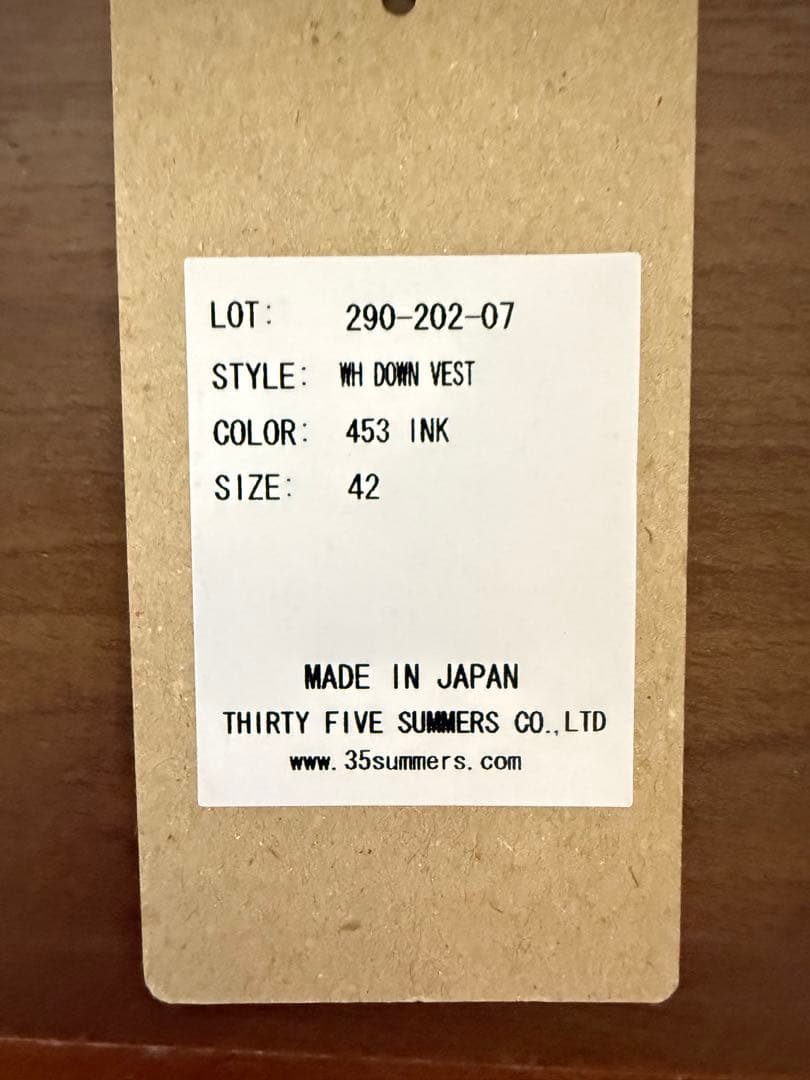 LOT: 290-202-07
STYLE: WH DOWN VEST
COLOR: 453 INK
SIZE: 42
MADE IN JAPAN
THIRTY FIVE SUMMERS CO.,LTD
www.35summers.com